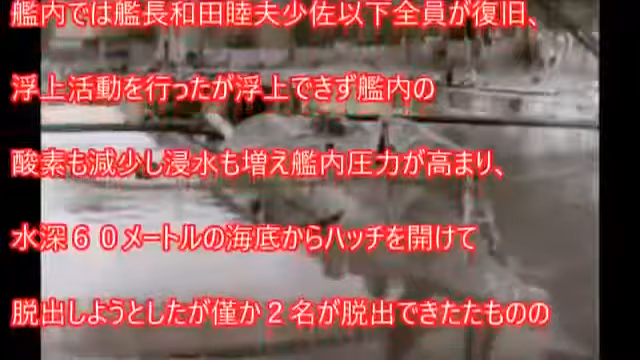 艦内では艦長和田睦夫少佐以下全員が復旧、
浮上活動を行ったが浮上できず艦内の
酸素も減少し浸水も増え艦内圧力が高まり、
水深６０メートルの海底からハッチを開けて
脱出しようとしたが僅か２名が脱出できたたものの